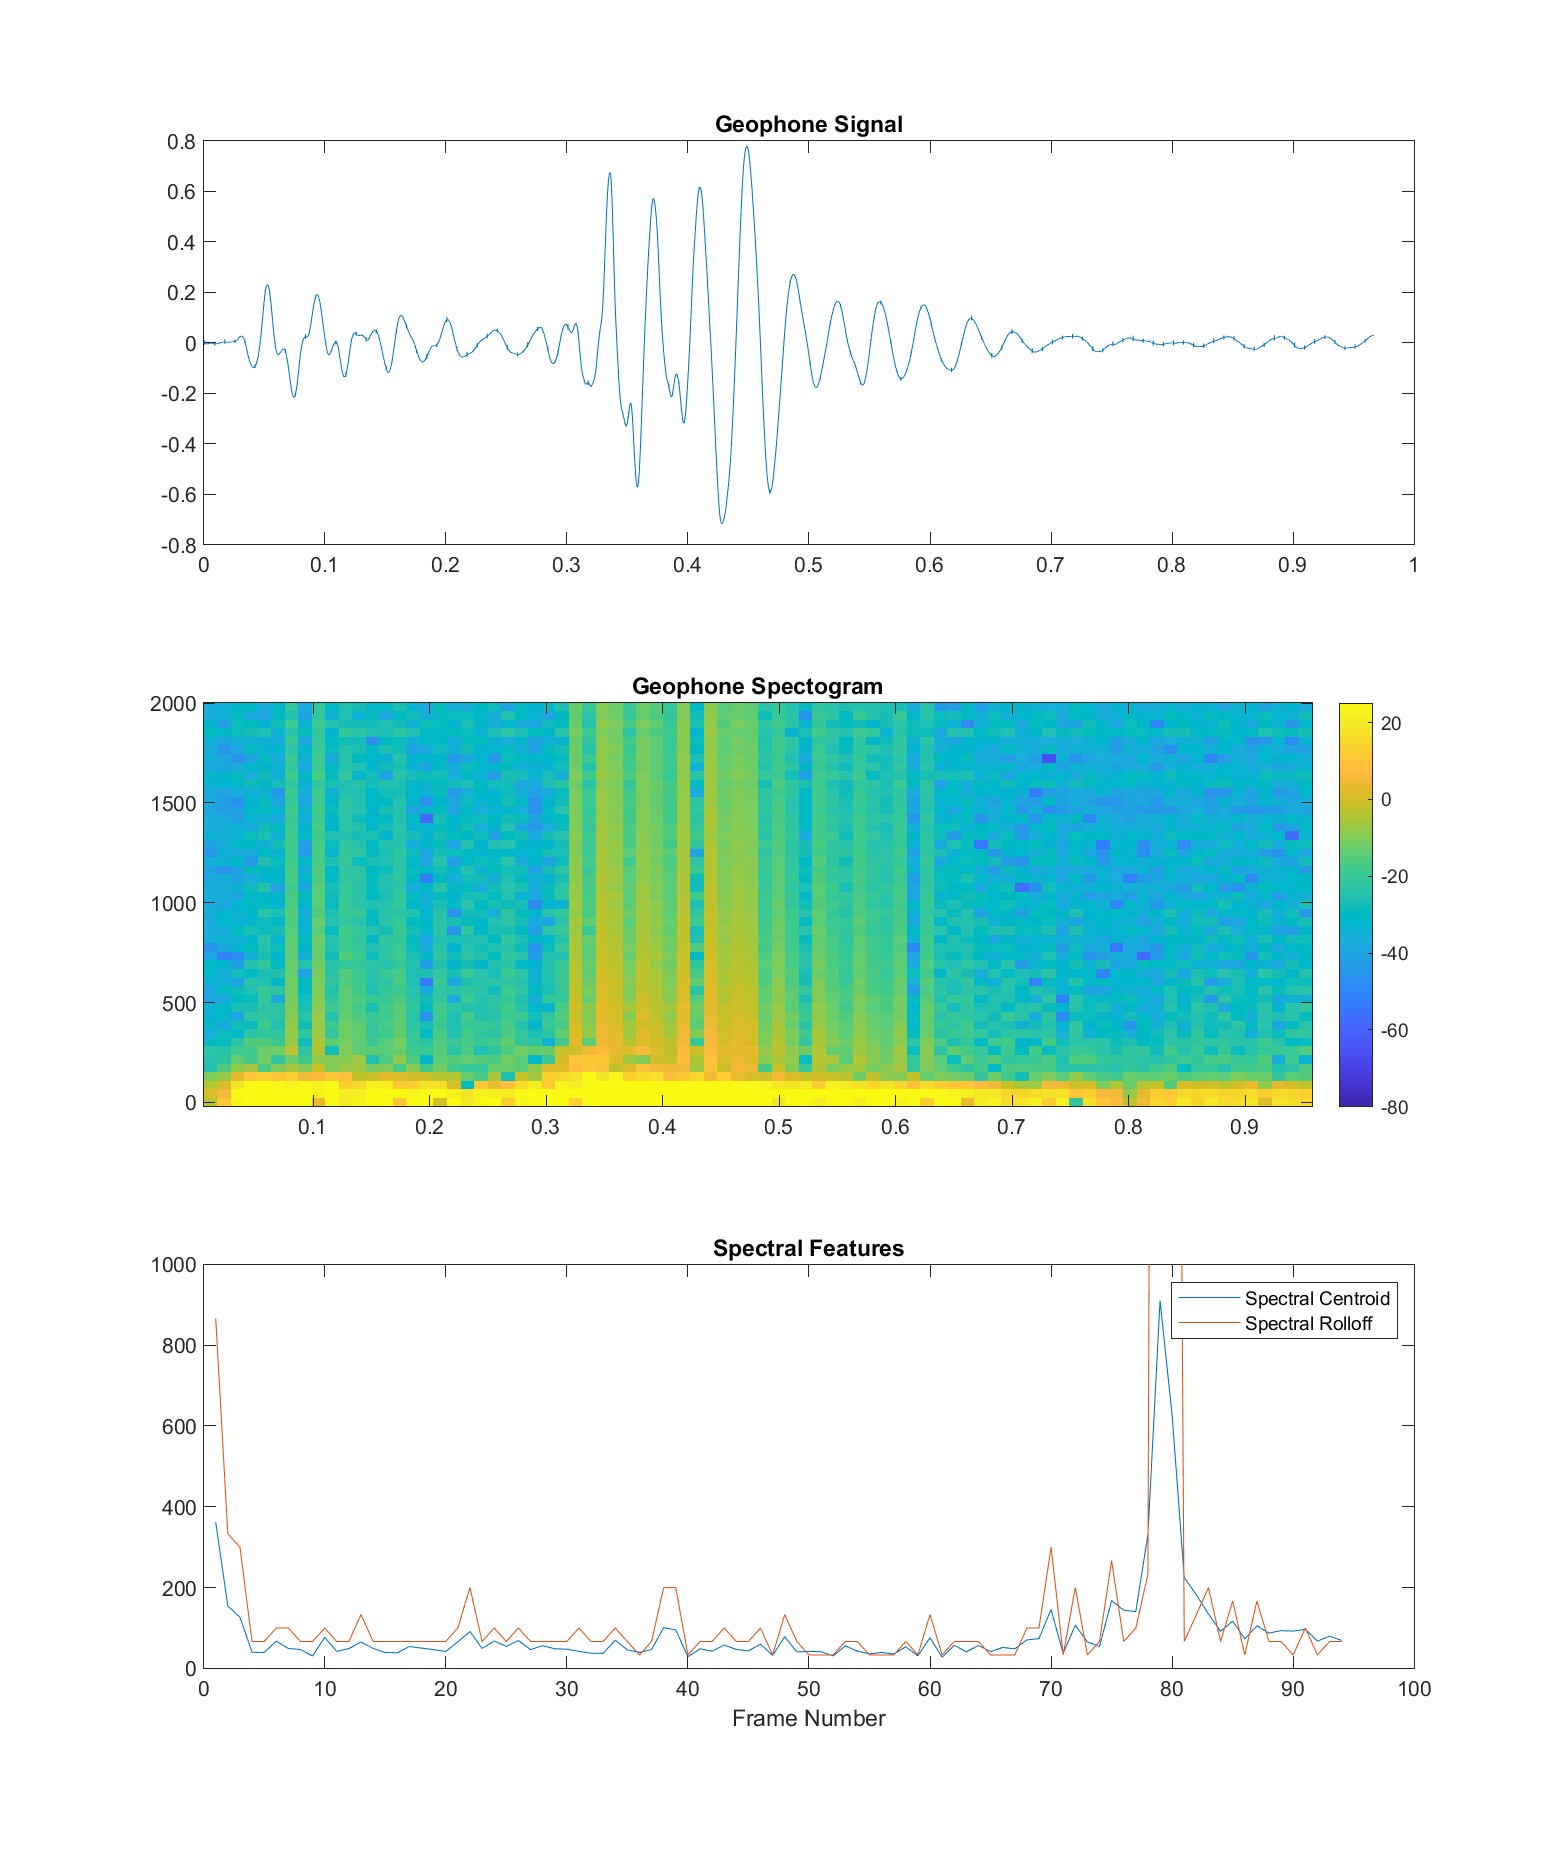 Geophone Signal
0.8
0.6
0.4
0.2
0
-0.2
-0.4
-0.6
-0.8
0 0.1 0.2 0.3 0.4 0.5 0.6 0.7 0.8 0.9 1
Geophone Spectogram
2000
1500
1000
500
0
20
0
-20
-40
-60
-80
0.1 0.2 0.3 0.4 0.5 0.6 0.7 0.8 0.9
Spectral Features
1000
800
600
400
200
0
Spectral Centroid
Spectral Rolloff
0 10 20 30 40 50 60 70 80 90 100
Frame Number